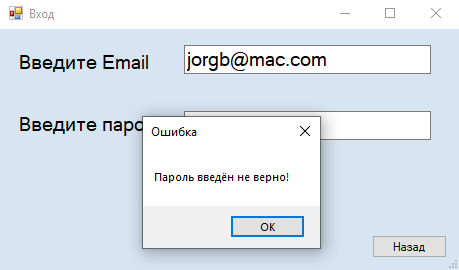 Вход
Введите Email
jorgb@mac.com
Введите паро
Ошибка
Пароль введён не верно!
OK
Назад